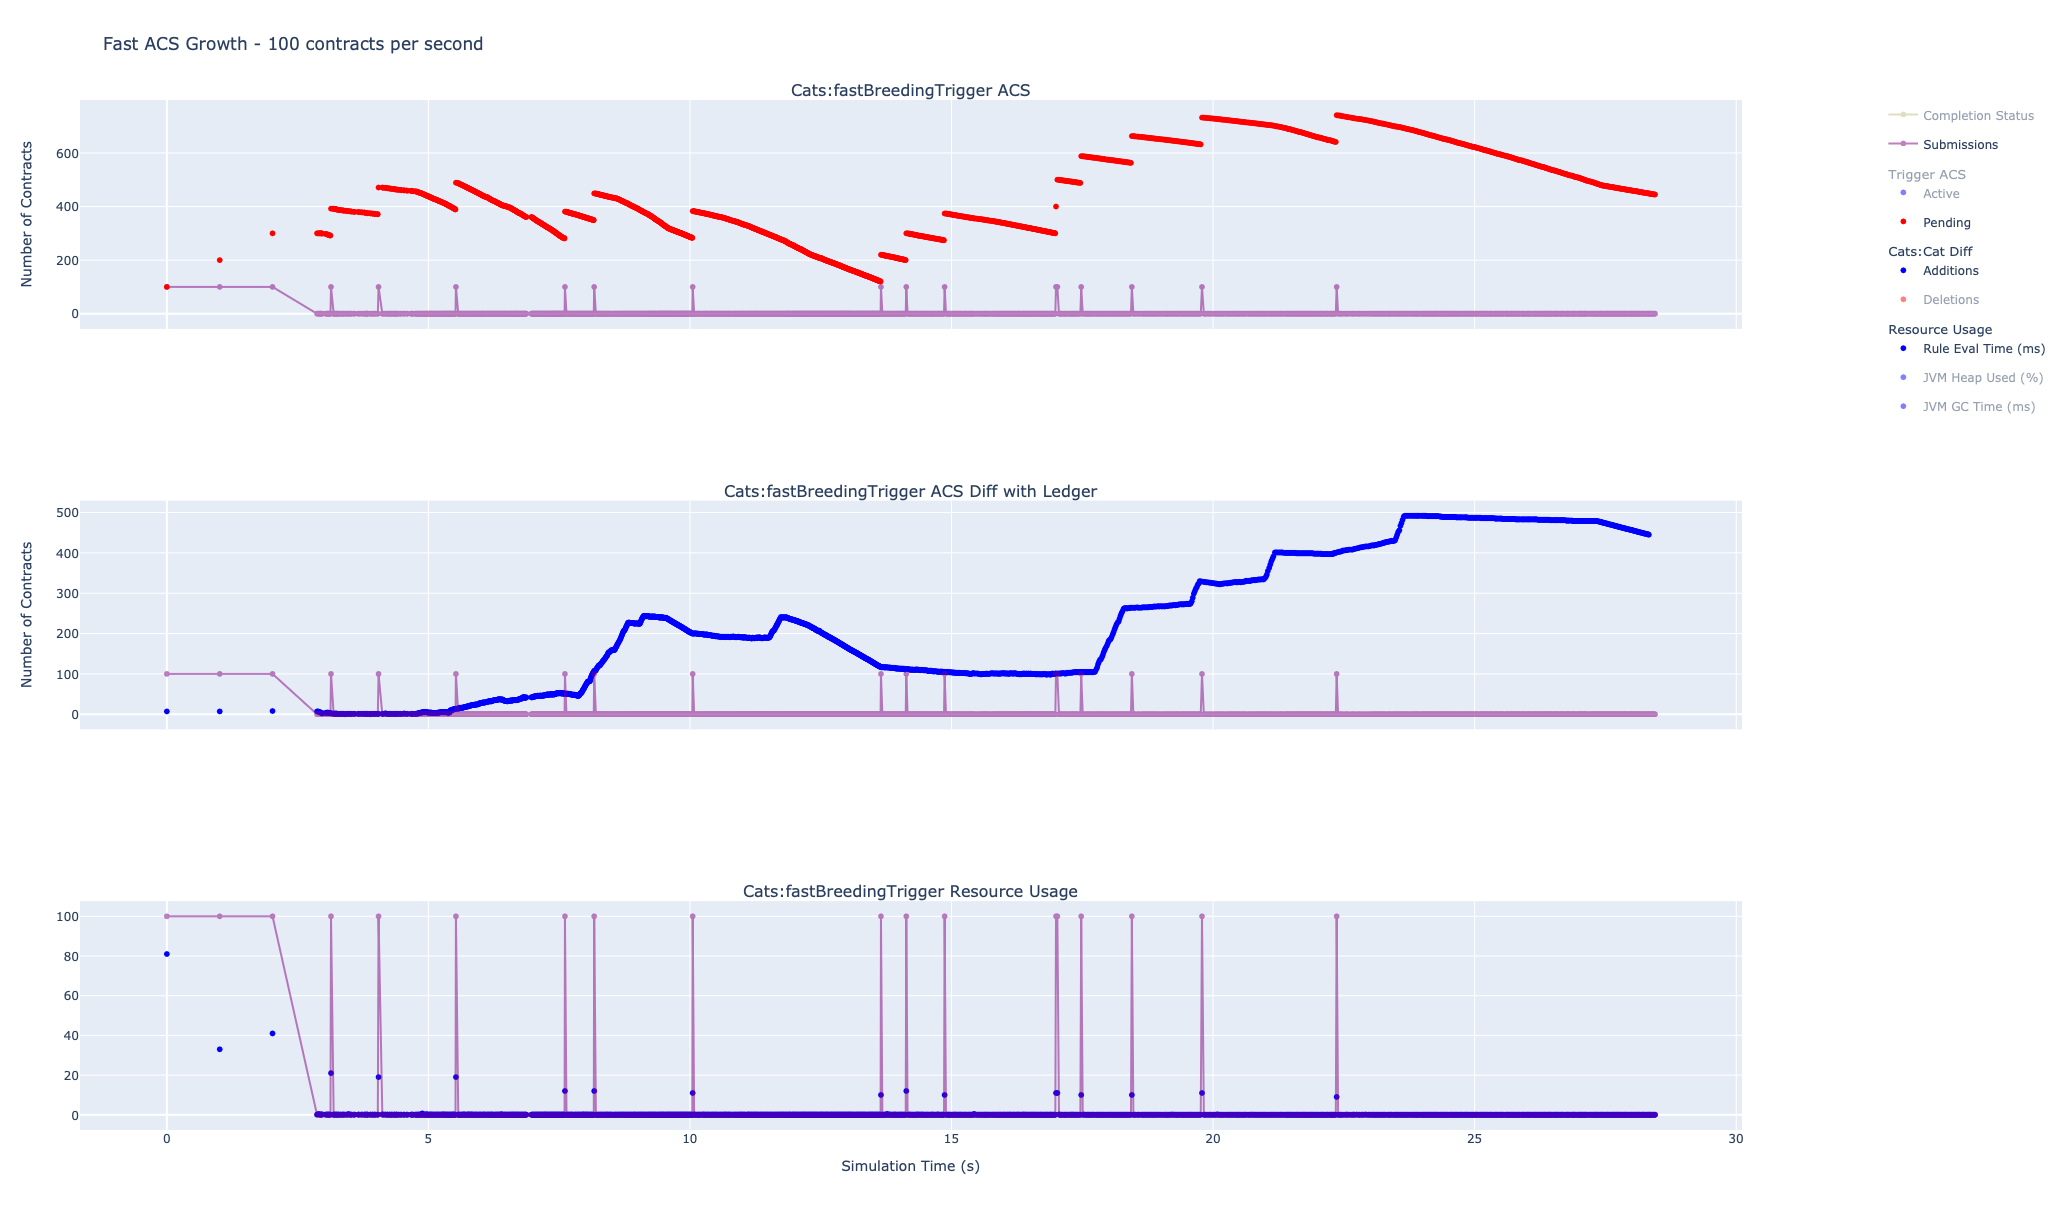 Fast ACS Growth - 100 contracts per second
Cats:fastBreedingTrigger ACS
Number of Contracts
600
400
200
0
Completion Status
Submissions
Trigger ACS
Active
Pending
Cats:Cat Diff
Additions
Deletions
Resource Usage
Rule Eval Time (ms)
JVM Heap Used (%)
JVM GC Time (ms)
Cats:fastBreedingTrigger ACS Diff with Ledger
Number of Contracts
500
400
300
200
100
0
Cats:fastBreedingTrigger Resource Usage
100
80
60
40
20
0
0 5 10 15 20 25 30
Simulation Time (s)